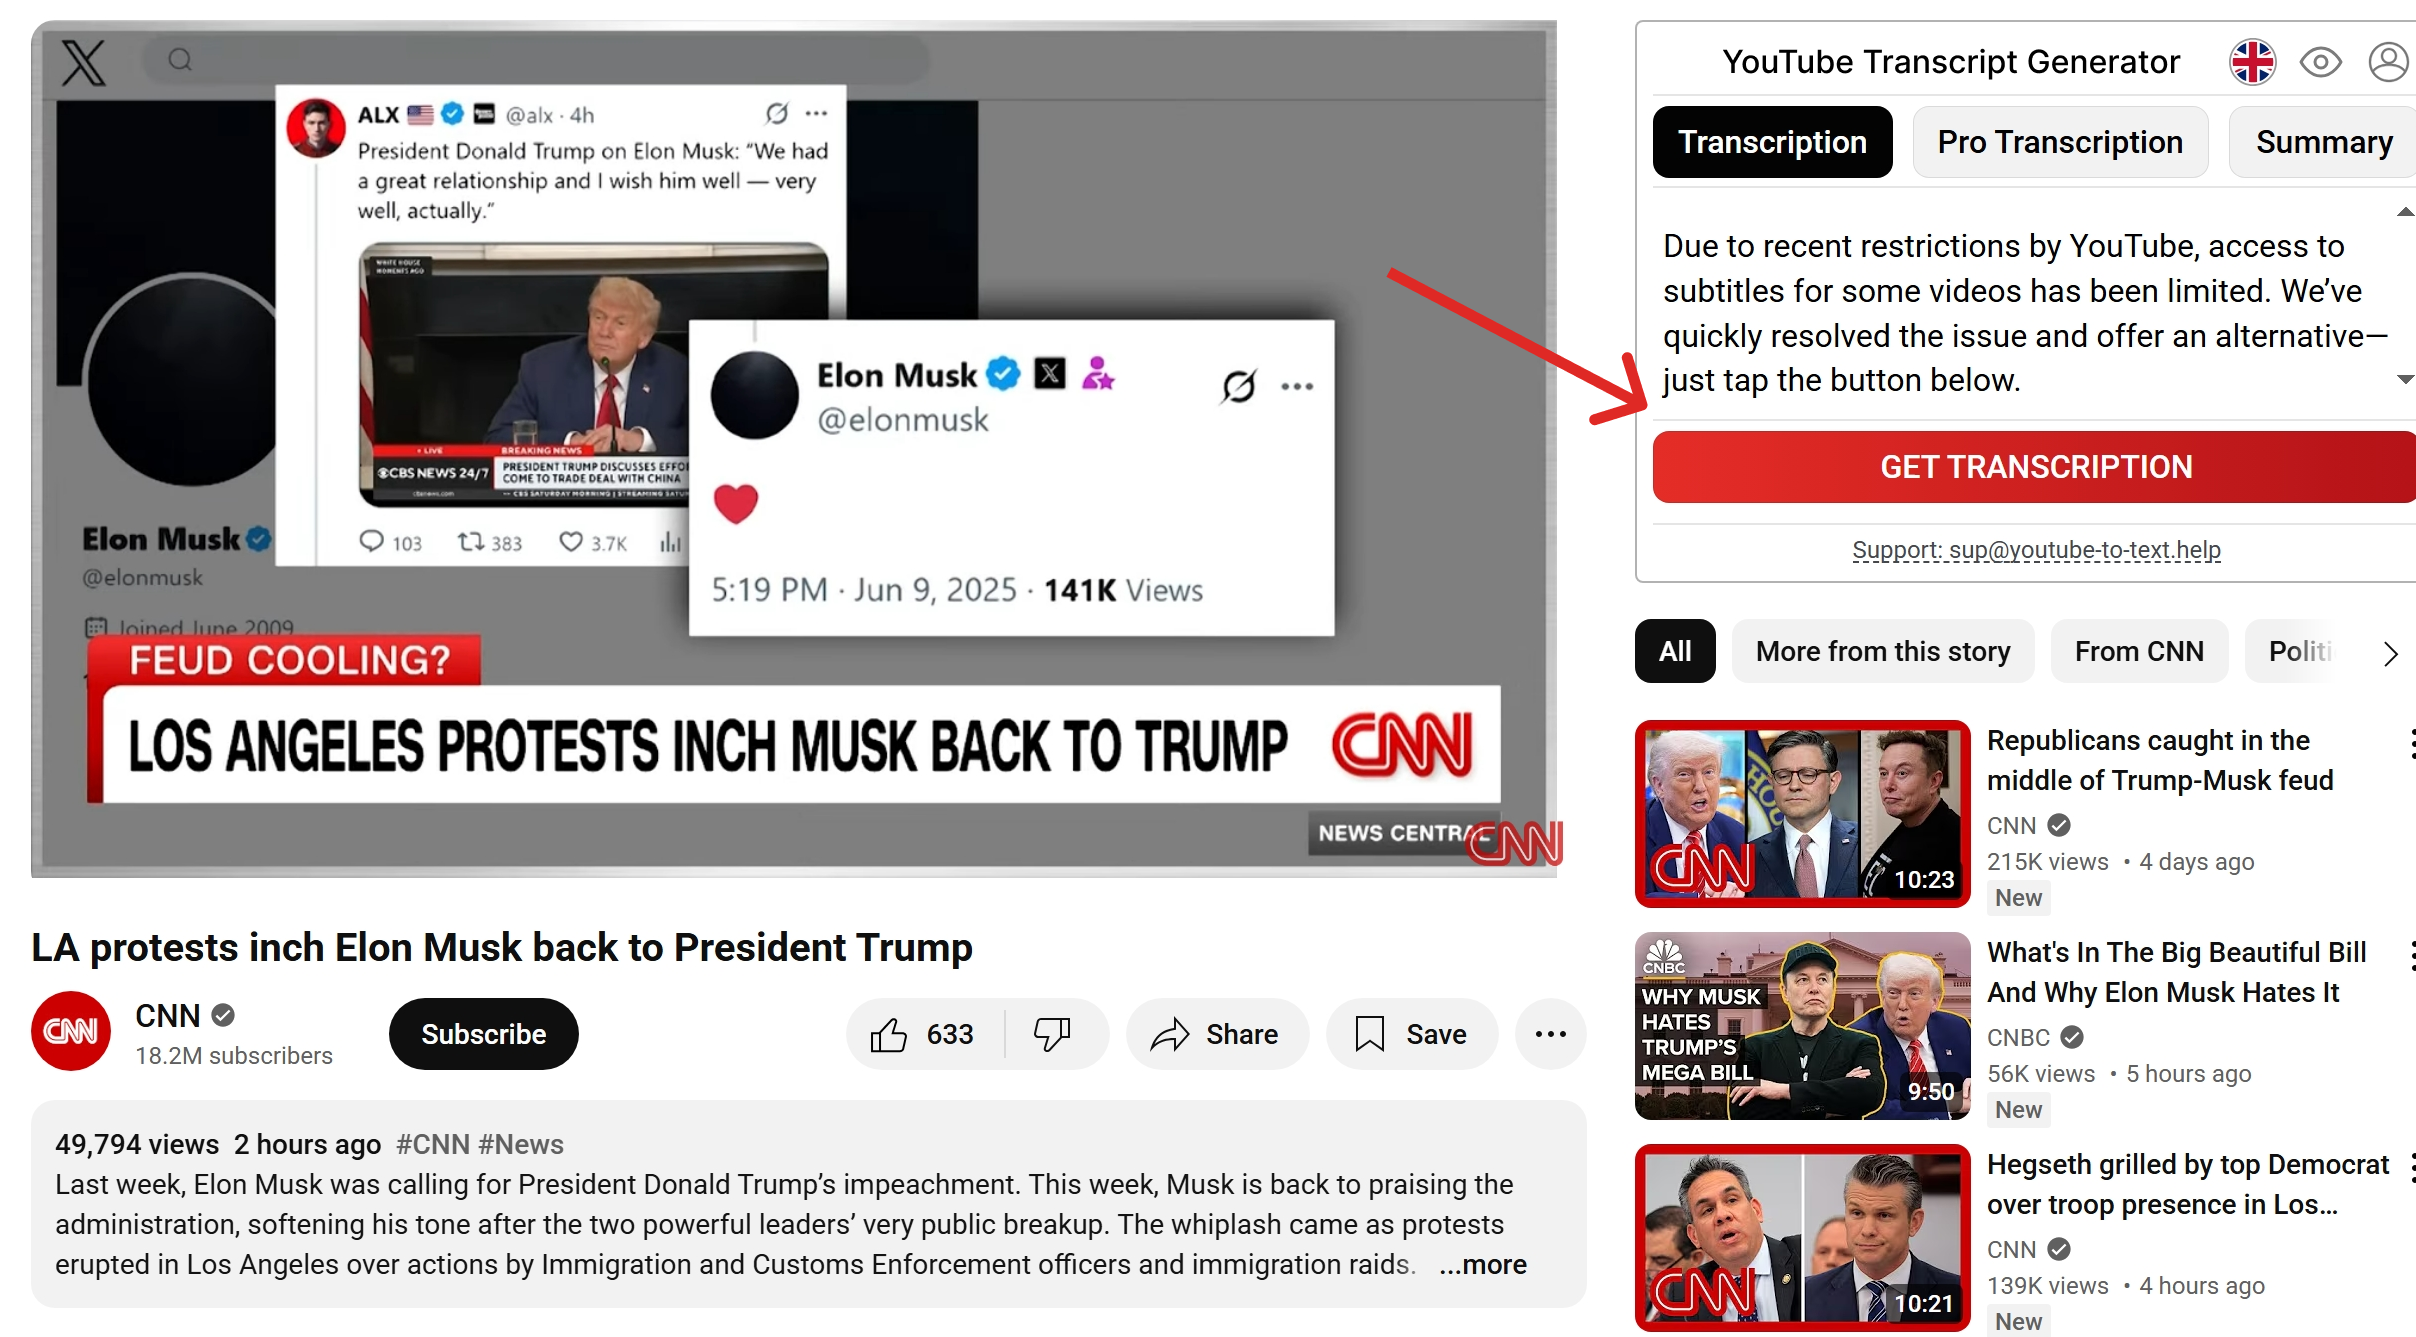 ALX @alx · 4h
President Donald Trump on Elon Musk: “We had
a great relationship and I wish him well — very
well, actually.”
WHITE HOUSE
MOMENTS AGO
LIVE
BREAKING NEWS
CBS NEWS 24/7
PRESIDENT TRUMP DISCUSSES EFFO
COME TO TRADE DEAL WITH CHINA
cbsnews.com
103 383 3.7K
Elon Musk
@elonmusk
Joined June 2009
Elon Musk
@elonmusk
5:19 PM · Jun 9, 2025 · 141K Views
FEUD COOLING?
LOS ANGELES PROTESTS INCH MUSK BACK TO TRUMP
CNN
NEWS CENTRAL
CNN
LA protests inch Elon Musk back to President Trump
CNN
CNN
18.2M subscribers
Subscribe
633
Share
Save
49,794 views 2 hours ago #CNN #News
Last week, Elon Musk was calling for President Donald Trump’s impeachment. This week, Musk is back to praising the
administration, softening his tone after the two powerful leaders’ very public breakup. The whiplash came as protests
erupted in Los Angeles over actions by Immigration and Customs Enforcement officers and immigration raids. ...more
YouTube Transcript Generator
Transcription
Pro Transcription
Summary
Due to recent restrictions by YouTube, access to
subtitles for some videos has been limited. We’ve
quickly resolved the issue and offer an alternative—
just tap the button below.
GET TRANSCRIPTION
Support: sup@youtube-to-text.help
All
More from this story
From CNN
Politi
CNN
10:23
Republicans caught in the
middle of Trump-Musk feud
CNN
215K views • 4 days ago
New
CNBC
WHY MUSK
HATES
TRUMP’S
MEGA BILL
9:50
What's In The Big Beautiful Bill
And Why Elon Musk Hates It
CNBC
56K views • 5 hours ago
New
CNN
10:21
Hegseth grilled by top Democrat
over troop presence in Los...
CNN
139K views • 4 hours ago
New